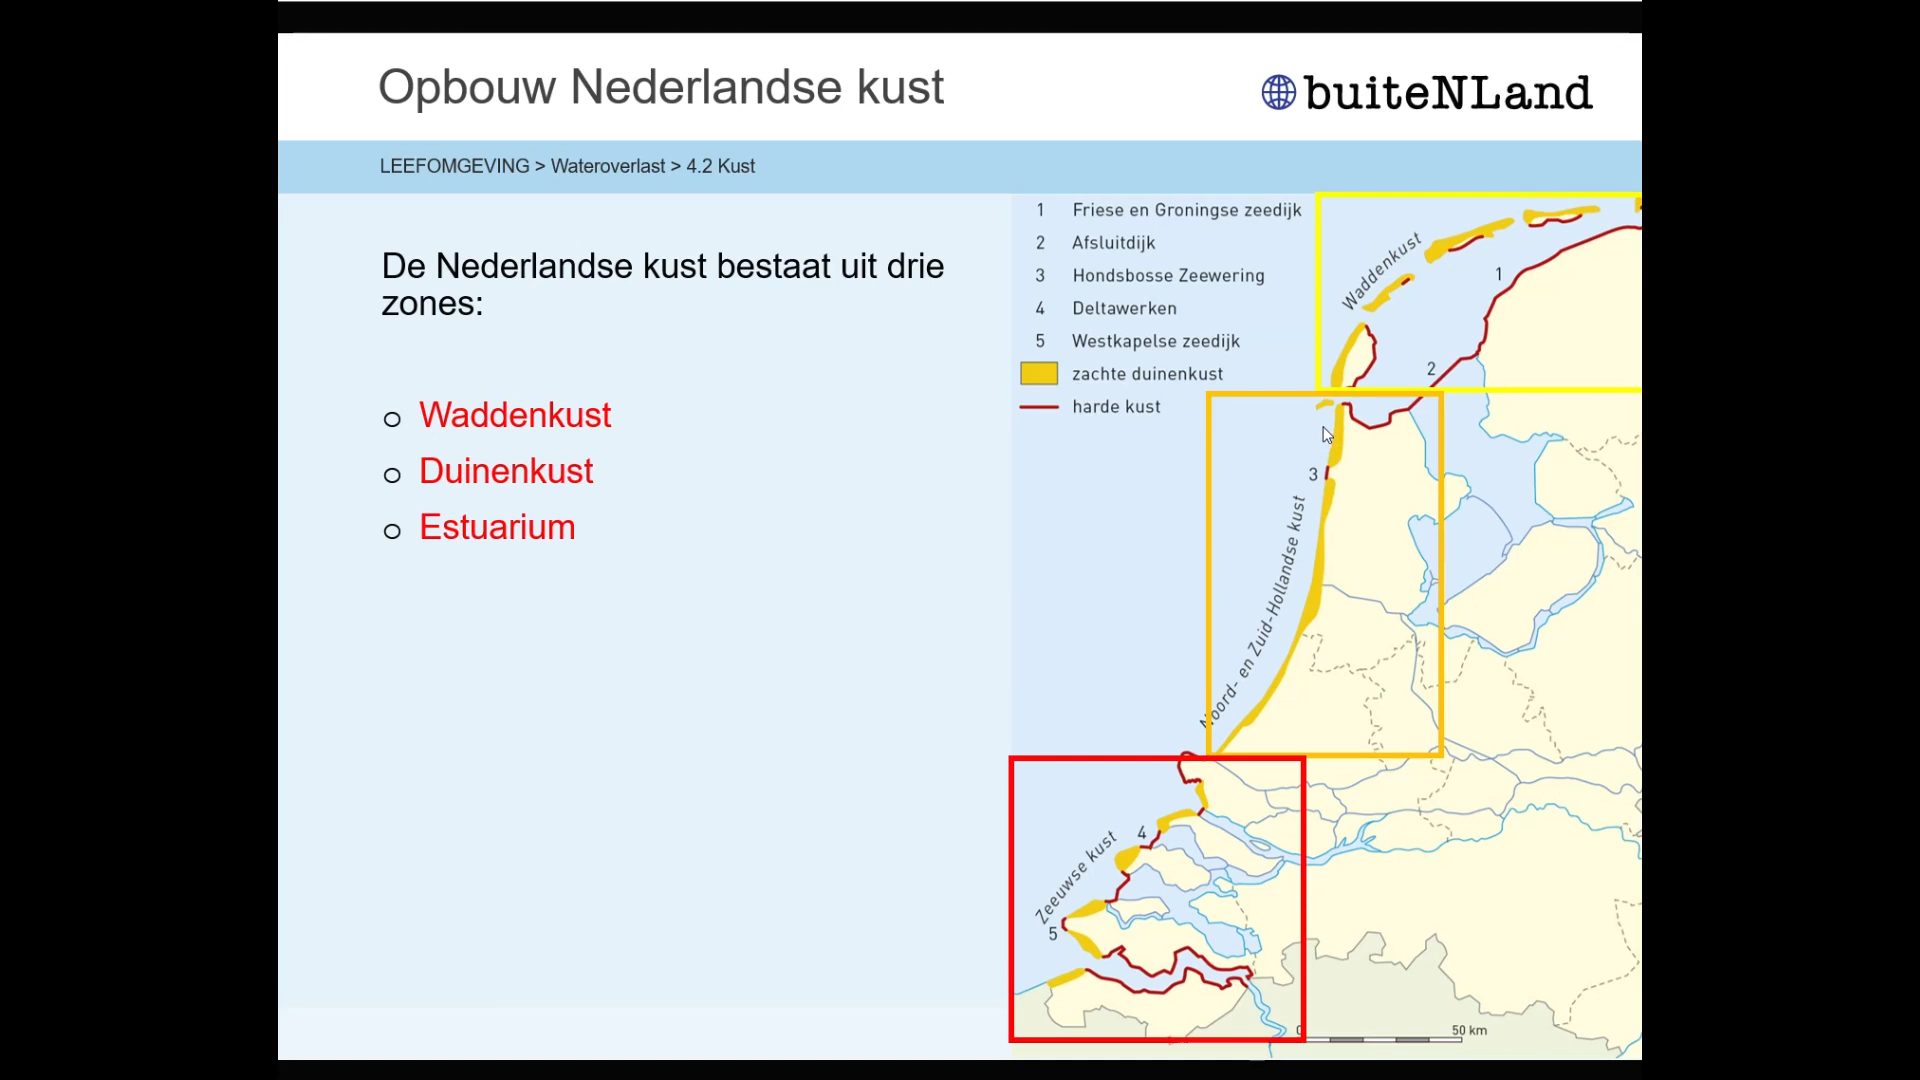 Opbouw Nederlandse kust
buiteNLand
LEEFOMGEVING > Wateroverlast > 4.2 Kust
De Nederlandse kust bestaat uit drie
zones:
Waddenkust
Duinenkust
Estuarium
1 Friese en Groningse zeedijk
2 Afsluitdijk
3 Hondsbosse Zeewering
4 Deltawerken
5 Westkapelse zeedijk
zachte duinenkust
harde kust
Waddenkust
1
2
3
Noord- en Zuid-Hollandse kust
4
Zeeuwse kust
5
0 50 km